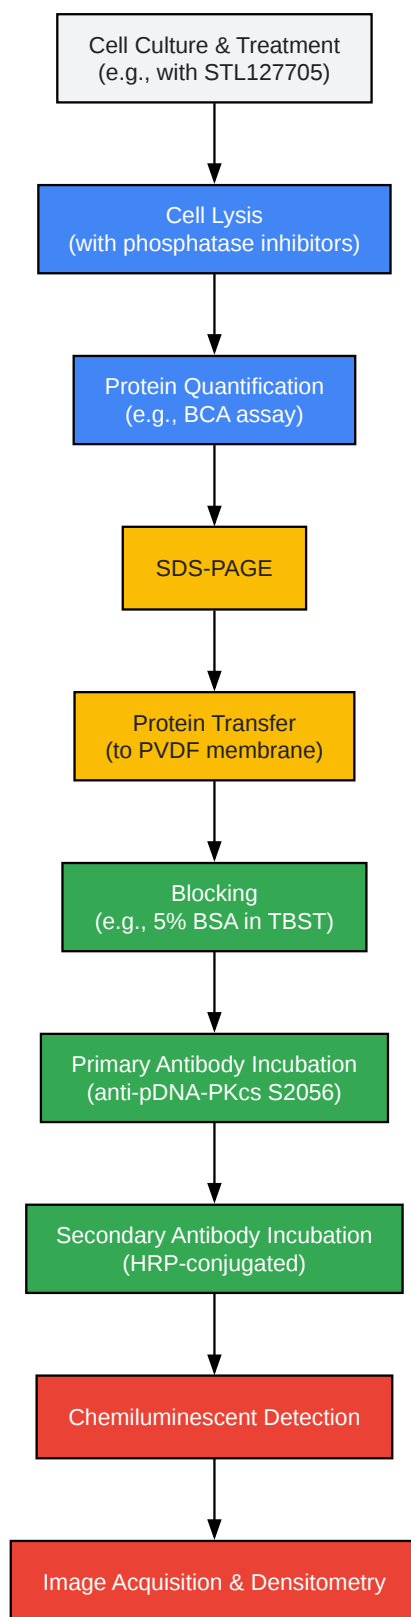 Cell Culture & Treatment
(e.g., with STL127705)
Cell Lysis
(with phosphatase inhibitors)
Protein Quantification
(e.g., BCA assay)
SDS-PAGE
Protein Transfer
(to PVDF membrane)
Blocking
(e.g., 5% BSA in TBST)
Primary Antibody Incubation
(anti-pDNA-PKcs S2056)
Secondary Antibody Incubation
(HRP-conjugated)
Chemiluminescent Detection
Image Acquisition & Densitometry